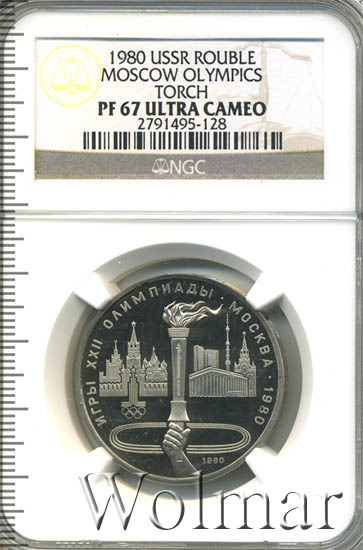 1980 USSR ROUBLE
MOSCOW OLYMPICS
TORCH
PF 67 ULTRA CAMEO
2791495-128
NGC
ИГРЫ XXII ОЛИМПИАДЫ · МОСКВА · 1980
1980
Wolmar